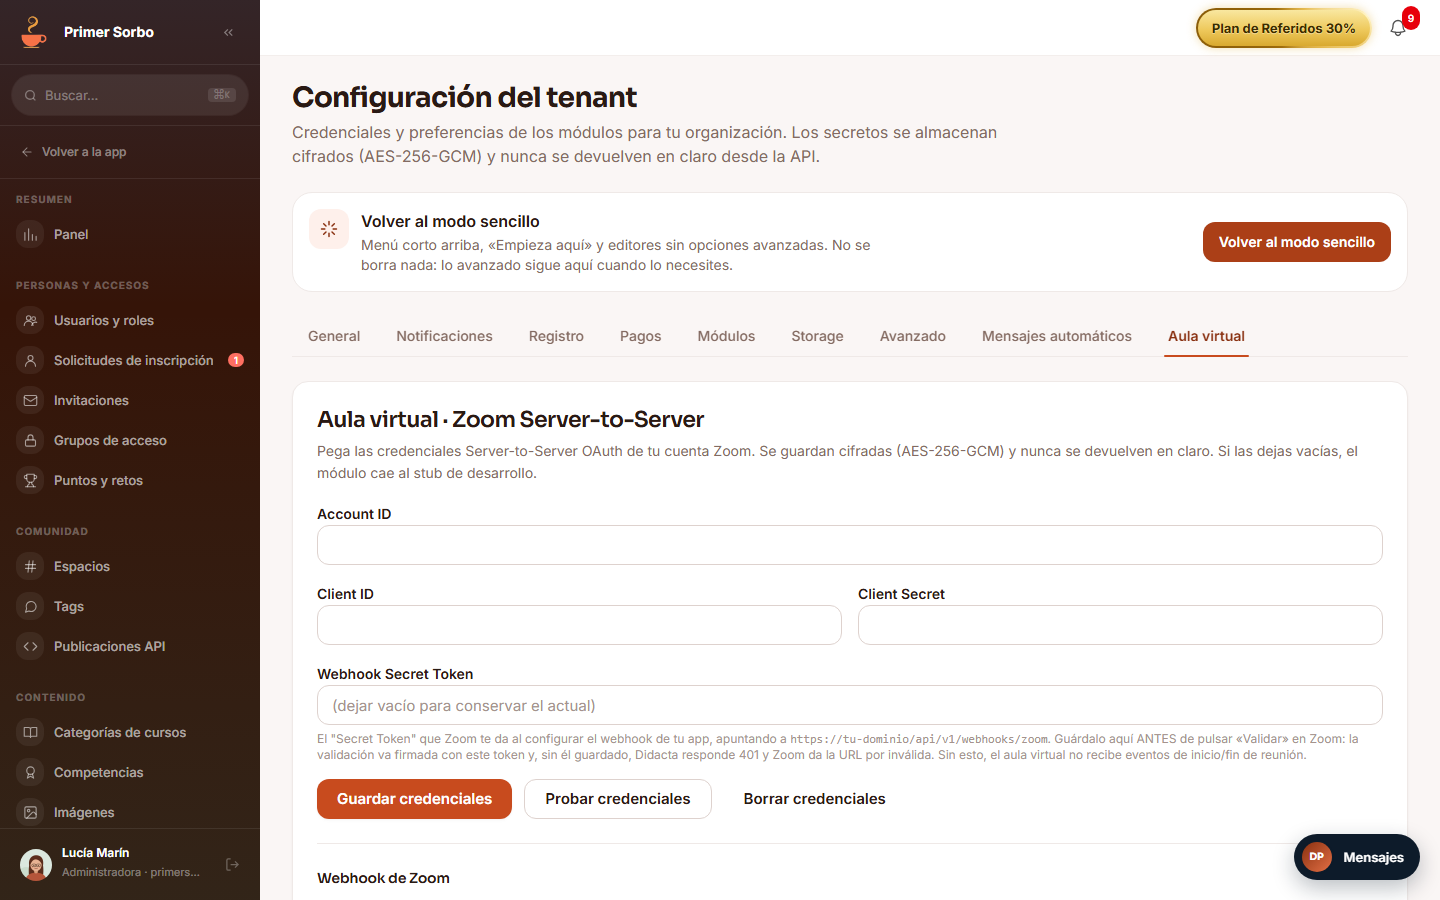 Primer Sorbo
Buscar...
⌘K
Volver a la app
RESUMEN
Panel
PERSONAS Y ACCESOS
Usuarios y roles
Solicitudes de inscripción
1
Invitaciones
Grupos de acceso
Puntos y retos
COMUNIDAD
Espacios
Tags
Publicaciones API
CONTENIDO
Categorías de cursos
Competencias
Imágenes
Lucía Marín
Administradora · primers...
Plan de Referidos 30%
9
Configuración del tenant
Credenciales y preferencias de los módulos para tu organización. Los secretos se almacenan
cifrados (AES-256-GCM) y nunca se devuelven en claro desde la API.
Volver al modo sencillo
Menú corto arriba, «Empieza aquí» y editores sin opciones avanzadas. No se
borra nada: lo avanzado sigue aquí cuando lo necesites.
Volver al modo sencillo
General
Notificaciones
Registro
Pagos
Módulos
Storage
Avanzado
Mensajes automáticos
Aula virtual
Aula virtual · Zoom Server-to-Server
Pega las credenciales Server-to-Server OAuth de tu cuenta Zoom. Se guardan cifradas (AES-256-GCM) y nunca se devuelven en claro. Si las dejas vacías, el
módulo cae al stub de desarrollo.
Account ID
Client ID
Client Secret
Webhook Secret Token
(dejar vacío para conservar el actual)
El "Secret Token" que Zoom te da al configurar el webhook de tu app, apuntando a https://tu-dominio/api/v1/webhooks/zoom. Guárdalo aquí ANTES de pulsar «Validar» en Zoom: la
validación va firmada con este token y, sin él guardado, Didacta responde 401 y Zoom da la URL por inválida. Sin esto, el aula virtual no recibe eventos de inicio/fin de reunión.
Guardar credenciales
Probar credenciales
Borrar credenciales
Webhook de Zoom
DP
Mensajes